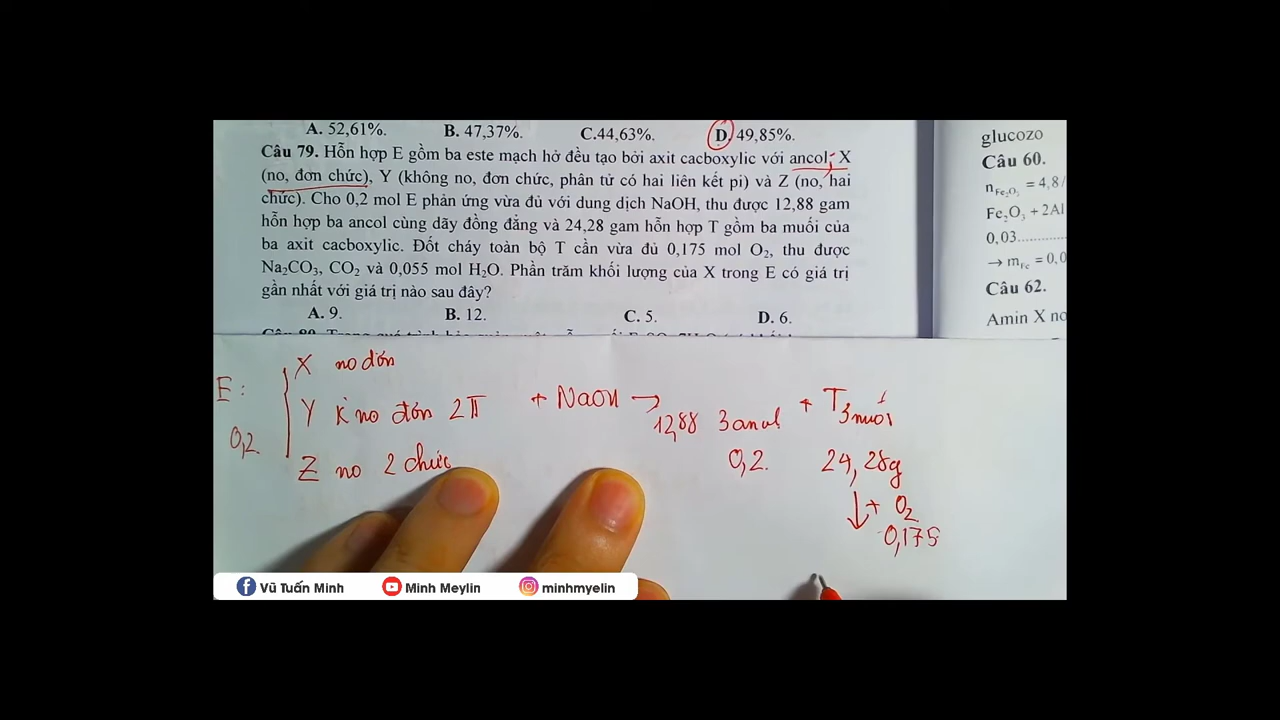 A. 52,61%. B. 47,37%. C.44,63%. D. 49,85%.
Câu 79. Hỗn hợp E gồm ba este mạch hở đều tạo bởi axit cacboxylic với ancol; X
(no, đơn chức), Y (không no, đơn chức, phân tử có hai liên kết pi) và Z (no, hai
chức). Cho 0,2 mol E phản ứng vừa đủ với dung dịch NaOH, thu được 12,88 gam
hỗn hợp ba ancol cùng dãy đồng đẳng và 24,28 gam hỗn hợp T gồm ba muối của
ba axit cacboxylic. Đốt cháy toàn bộ T cần vừa đủ 0,175 mol O2, thu được
Na2CO3, CO2 và 0,055 mol H2O. Phần trăm khối lượng của X trong E có giá trị
gần nhất với giá trị nào sau đây?
A. 9. B. 12. C. 5. D. 6.
glucozo
Câu 60.
nFe2O3 = 4,8/
Fe2O3 + 2Al
0,03
→ mFe = 0,0
Câu 62.
Amin X no
E:
0,2
X no đơn
Y k no đơn 2π
Z no 2 chức
+ NaOH →
12,88 3 ancol + T 3 muối
0,2. 24,28g
↓ + O2
0,175
Vũ Tuấn Minh
Minh Meylin
minhmyelin